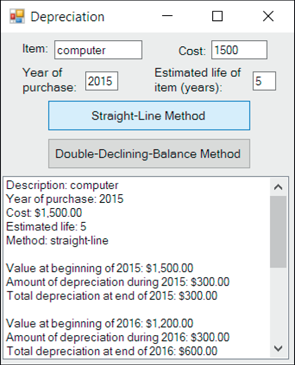 Depreciation
Item: computer Cost: 1500
Year of purchase: 2015 Estimated life of item (years): 5
Straight-Line Method
Double-Declining-Balance Method
Description: computer
Year of purchase: 2015
Cost: $1,500.00
Estimated life: 5
Method: straight-line
Value at beginning of 2015: $1,500.00
Amount of depreciation during 2015: $300.00
Total depreciation at end of 2015: $300.00
Value at beginning of 2016: $1,200.00
Amount of depreciation during 2016: $300.00
Total depreciation at end of 2016: $600.00